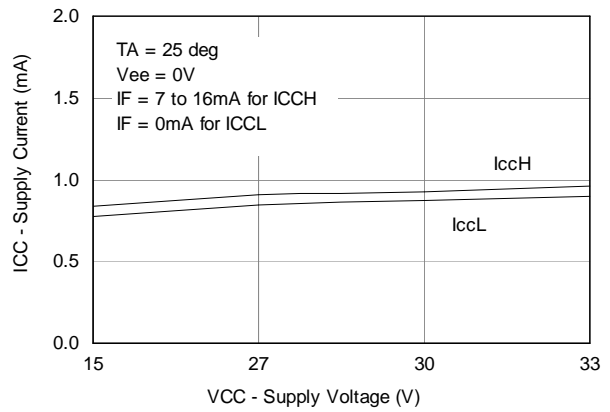 2.0
TA = 25 deg
Vee = 0V
IF = 7 to 16mA for ICCH
IF = 0mA for ICCL
1.5
IccH
1.0
IccL
0.5
0.0
15 27 30 33
ICC - Supply Current (mA)
VCC - Supply Voltage (V)